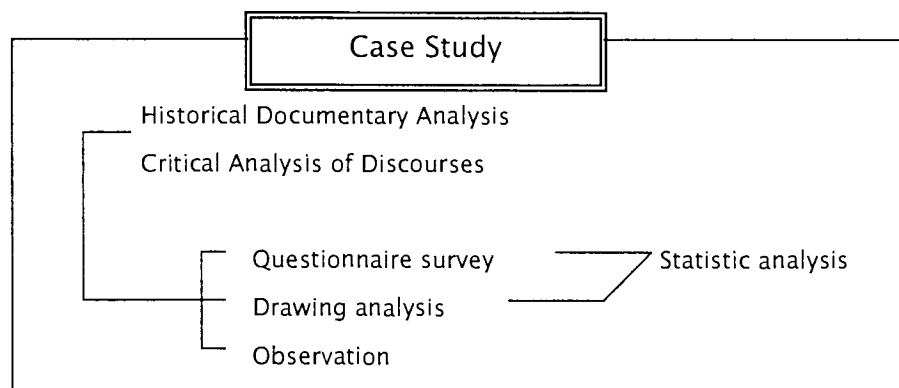 Case Study
Historical Documentary Analysis
Critical Analysis of Discourses
Questionnaire survey
Statistic analysis
Drawing analysis
Observation